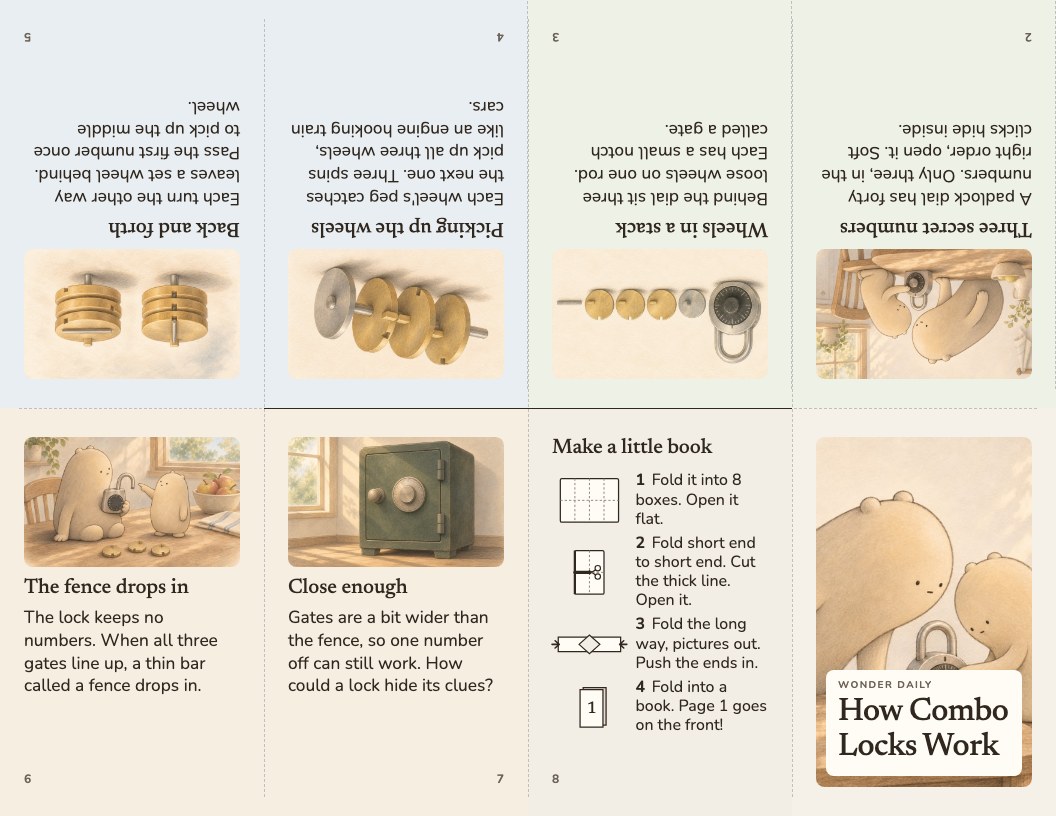 5
Back and forth
Each turn the other way
leaves a set wheel behind.
Pass the first number once
to pick up the middle
wheel.
4
Picking up the wheels
Each wheel's peg catches
the next one. Three spins
pick up all three wheels,
like an engine hooking train
cars.
3
Wheels in a stack
Behind the dial sit three
loose wheels on one rod.
Each has a small notch
called a gate.
2
Three secret numbers
A padlock dial has forty
numbers. Only three, in the
right order, open it. Soft
clicks hide inside.
The fence drops in
The lock keeps no
numbers. When all three
gates line up, a thin bar
called a fence drops in.
6
Close enough
Gates are a bit wider than
the fence, so one number
off can still work. How
could a lock hide its clues?
7
Make a little book
1 Fold it into 8
boxes. Open it
flat.
2 Fold short end
to short end. Cut
the thick line.
Open it.
3 Fold the long
way, pictures out.
Push the ends in.
1
4 Fold into a
book. Page 1 goes
on the front!
8
WONDER DAILY
How Combo
Locks Work